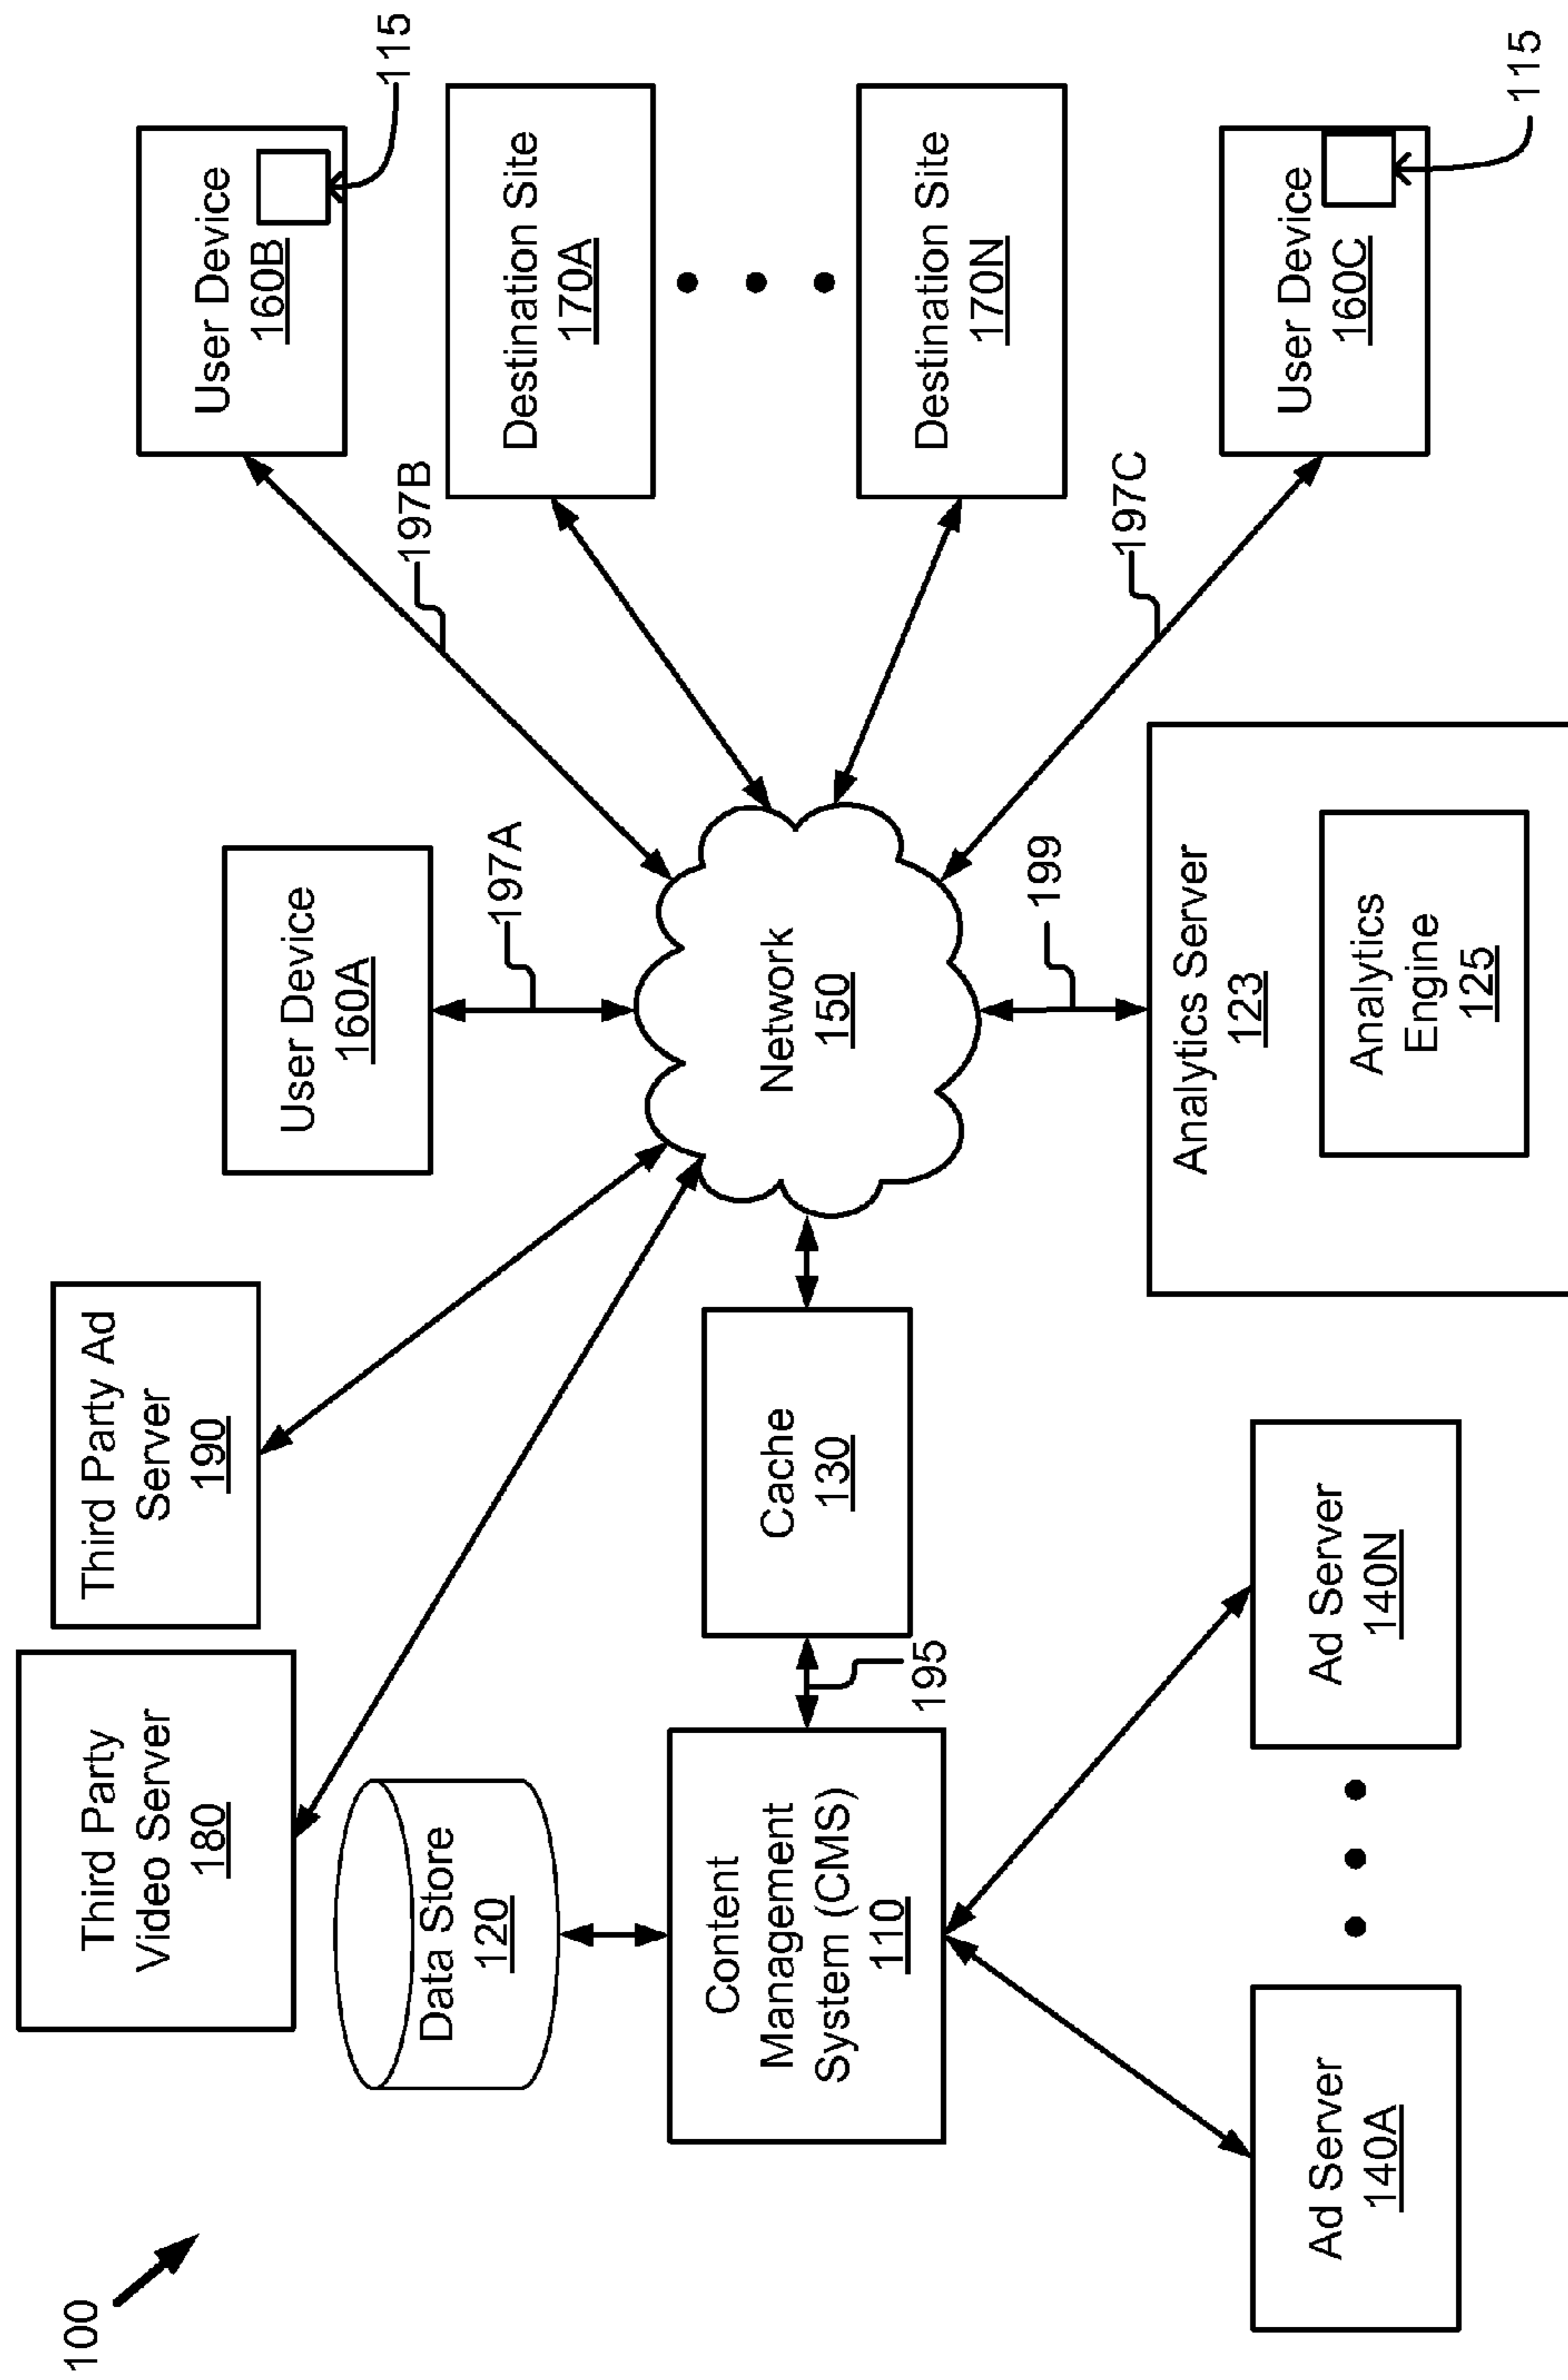 100
Third Party
Video Server
180
Third Party Ad
Server
190
User Device
160A
197A
User Device
160B
115
197B
Data Store
120
Content
Management
System (CMS)
110
195
Cache
130
Network
150
Destination Site
170A
Destination Site
170N
197C
199
Ad Server
140A
Ad Server
140N
Analytics Server
123
Analytics
Engine
125
User Device
160C
115